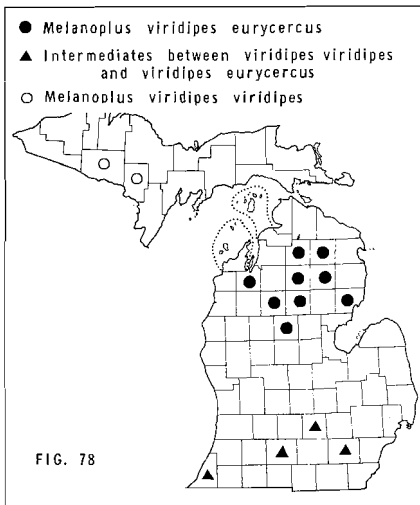 Melanoplus viridipes eurycercus
Intermediates between viridipes viridipes
and viridipes eurycercus
Melanoplus viridipes viridipes
FIG. 78